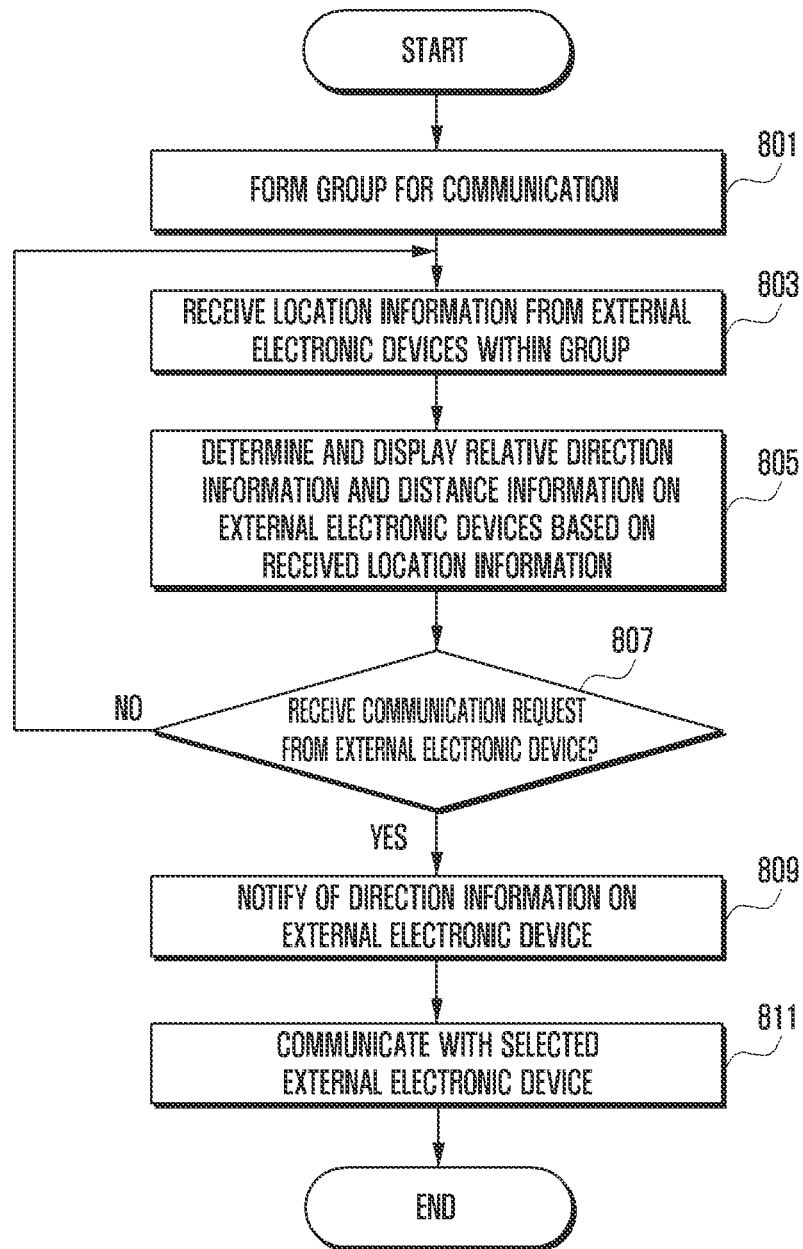 START
801
FORM GROUP FOR COMMUNICATION
803
RECEIVE LOCATION INFORMATION FROM EXTERNAL
ELECTRONIC DEVICES WITHIN GROUP
805
DETERMINE AND DISPLAY RELATIVE DIRECTION
INFORMATION AND DISTANCE INFORMATION ON
EXTERNAL ELECTRONIC DEVICES BASED ON
RECEIVED LOCATION INFORMATION
807
NO
RECEIVE COMMUNICATION REQUEST
FROM EXTERNAL ELECTRONIC DEVICE?
YES
809
NOTIFY OF DIRECTION INFORMATION ON
EXTERNAL ELECTRONIC DEVICE
811
COMMUNICATE WITH SELECTED
EXTERNAL ELECTRONIC DEVICE
END